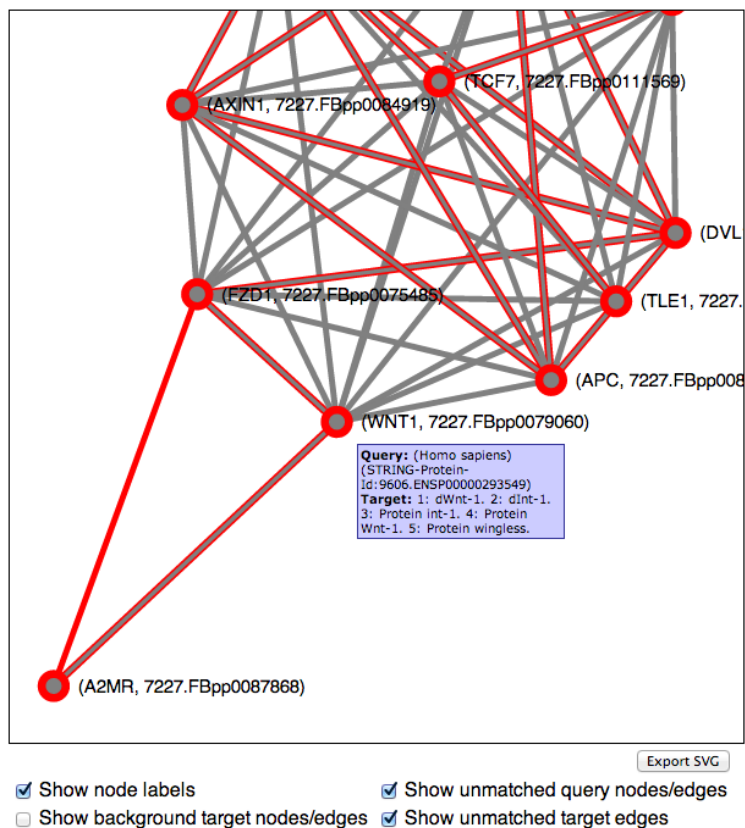 (TCF7, 7227.FBpp0111569)
(AXIN1, 7227.FBpp0084919)
(DVL
(FZD1, 7227.FBpp0075485)
(TLE1, 7227.
(APC, 7227.FBpp008
(WNT1, 7227.FBpp0079060)
Query: (Homo sapiens)
(STRING-Protein-
Id:9606.ENSP00000293549)
Target: 1: dWnt-1. 2: dInt-1.
3: Protein int-1. 4: Protein
Wnt-1. 5: Protein wingless.
(A2MR, 7227.FBpp0087868)
Export SVG
Show node labels
Show unmatched query nodes/edges
Show background target nodes/edges
Show unmatched target edges